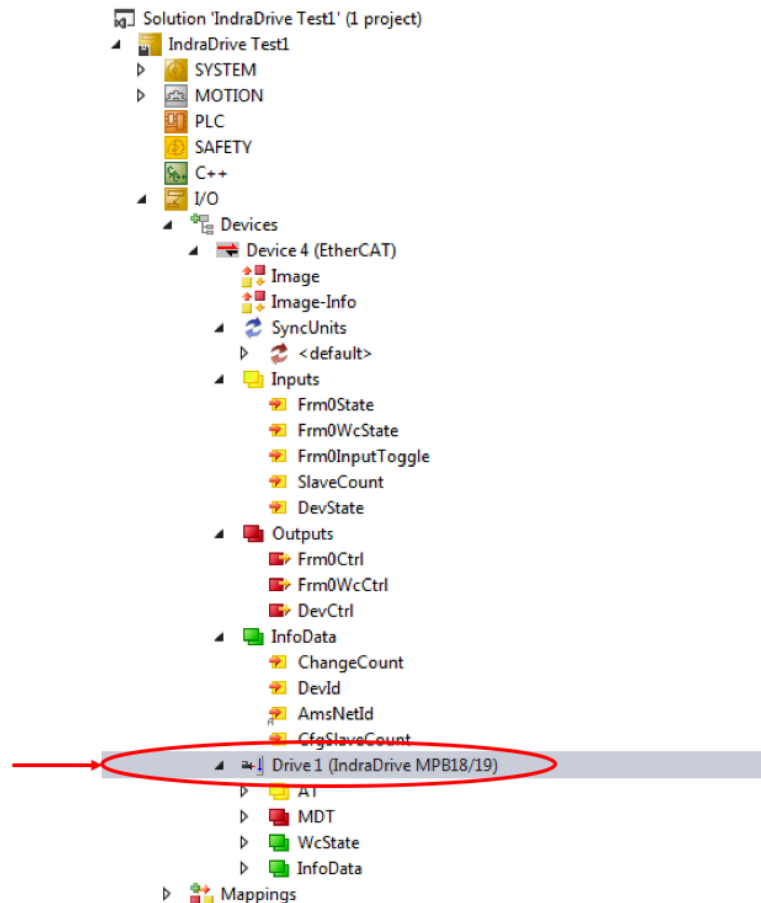 Solution 'IndraDrive Test1' (1 project)
IndraDrive Test1
SYSTEM
MOTION
PLC
SAFETY
C++
I/O
Devices
Device 4 (EtherCAT)
Image
Image-Info
SyncUnits
<default>
Inputs
Frm0State
Frm0WcState
Frm0InputToggle
SlaveCount
DevState
Outputs
Frm0Ctrl
Frm0WcCtrl
DevCtrl
InfoData
ChangeCount
DevId
AmsNetId
CfgSlaveCount
Drive 1 (IndraDrive MPB18/19)
AT
MDT
WcState
InfoData
Mappings